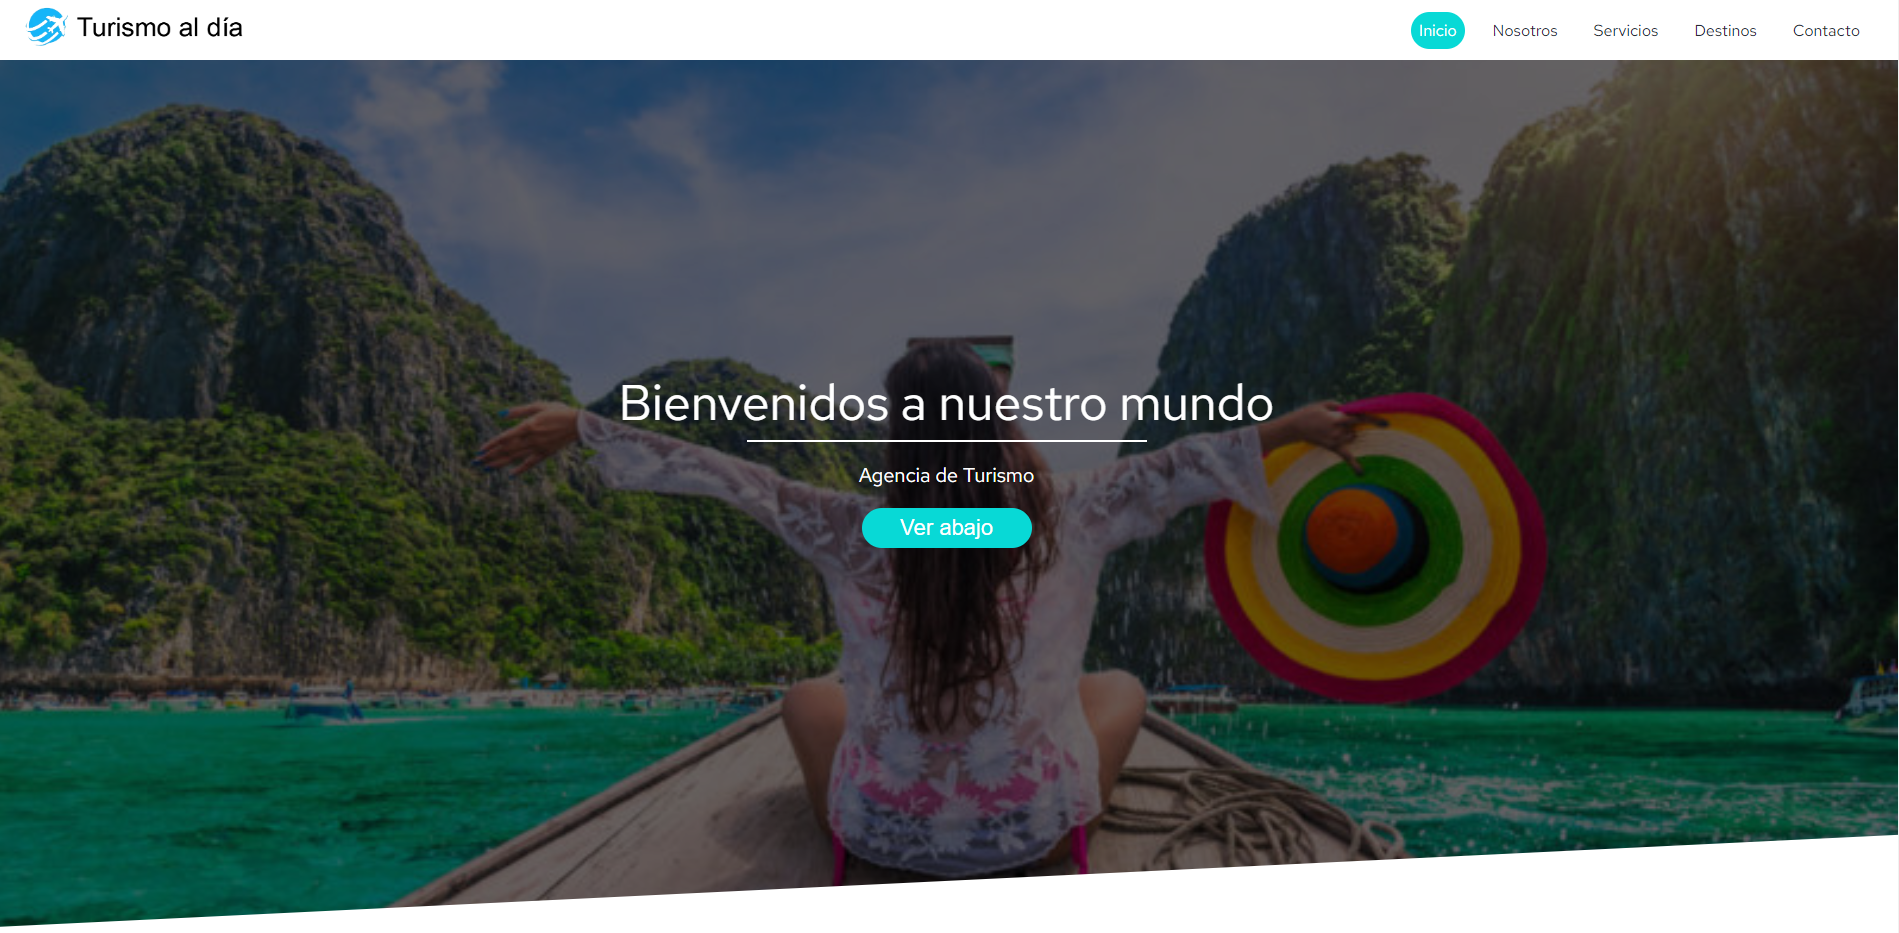 Turismo al día
Inicio Nosotros Servicios Destinos Contacto
Bienvenidos a nuestro mundo
Agencia de Turismo
Ver abajo